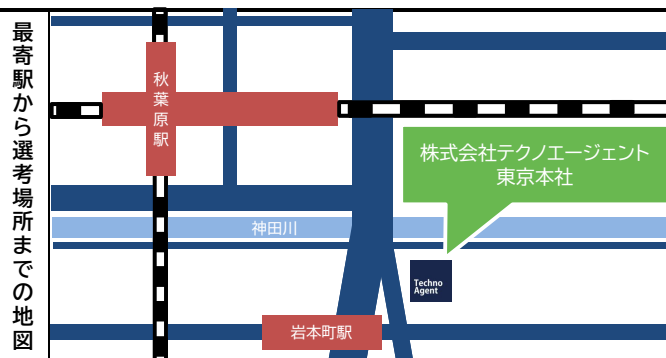 最寄駅から選考場所までの地図
秋葉原駅
株式会社テクノエージェント
東京本社
神田川
Techno
Agent
岩本町駅